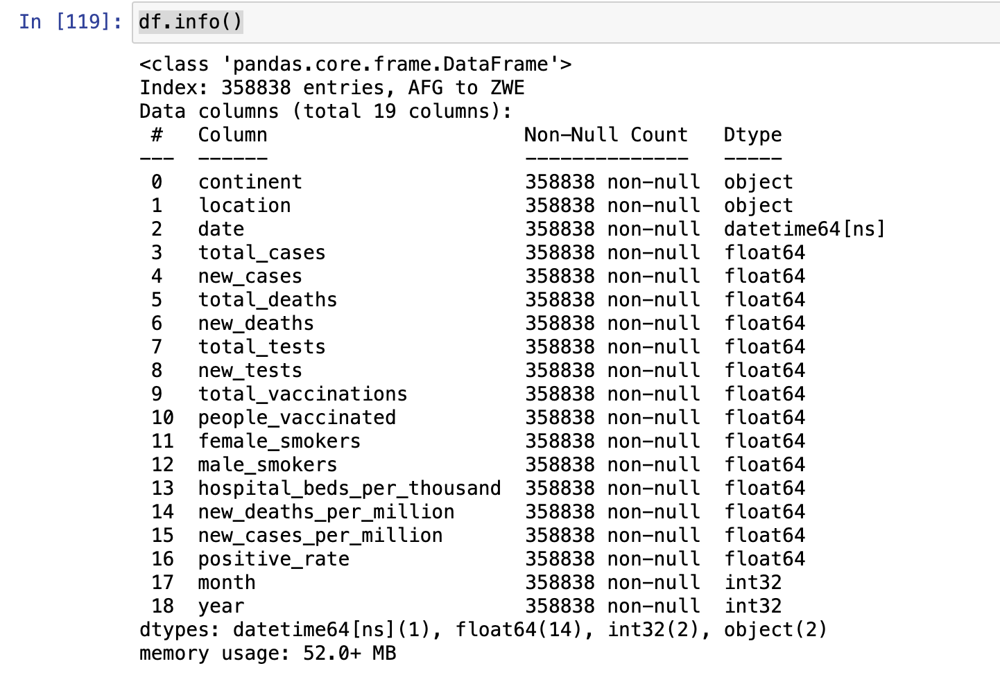 In [119]: df.info()
<class 'pandas.core.frame.DataFrame'>
Index: 358838 entries, AFG to ZWE
Data columns (total 19 columns):
 #   Column                      Non-Null Count   Dtype
---  ------                      --------------   -----
 0   continent                   358838 non-null  object
 1   location                    358838 non-null  object
 2   date                        358838 non-null  datetime64[ns]
 3   total_cases                 358838 non-null  float64
 4   new_cases                   358838 non-null  float64
 5   total_deaths                358838 non-null  float64
 6   new_deaths                  358838 non-null  float64
 7   total_tests                 358838 non-null  float64
 8   new_tests                   358838 non-null  float64
 9   total_vaccinations          358838 non-null  float64
 10  people_vaccinated           358838 non-null  float64
 11  female_smokers              358838 non-null  float64
 12  male_smokers                358838 non-null  float64
 13  hospital_beds_per_thousand  358838 non-null  float64
 14  new_deaths_per_million      358838 non-null  float64
 15  new_cases_per_million       358838 non-null  float64
 16  positive_rate               358838 non-null  float64
 17  month                       358838 non-null  int32
 18  year                        358838 non-null  int32
dtypes: datetime64[ns](1), float64(14), int32(2), object(2)
memory usage: 52.0+ MB